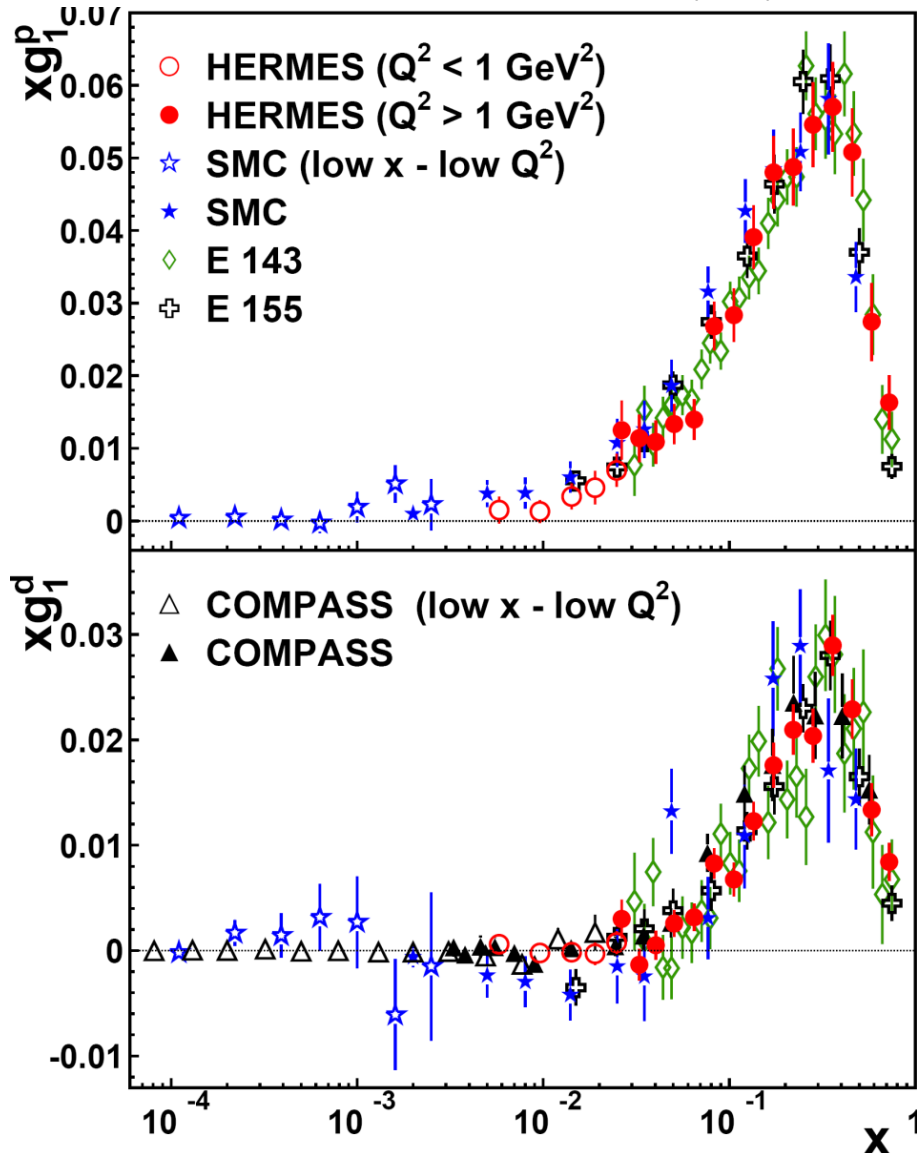 xg₁ᵖ
0.07
0.06
0.05
0.04
0.03
0.02
0.01
0
HERMES (Q² < 1 GeV²)
HERMES (Q² > 1 GeV²)
SMC (low x - low Q²)
SMC
E 143
E 155
xg₁ᵈ
0.03
0.02
0.01
0
-0.01
COMPASS (low x - low Q²)
COMPASS
10⁻⁴ 10⁻³ 10⁻² 10⁻¹ 1
x